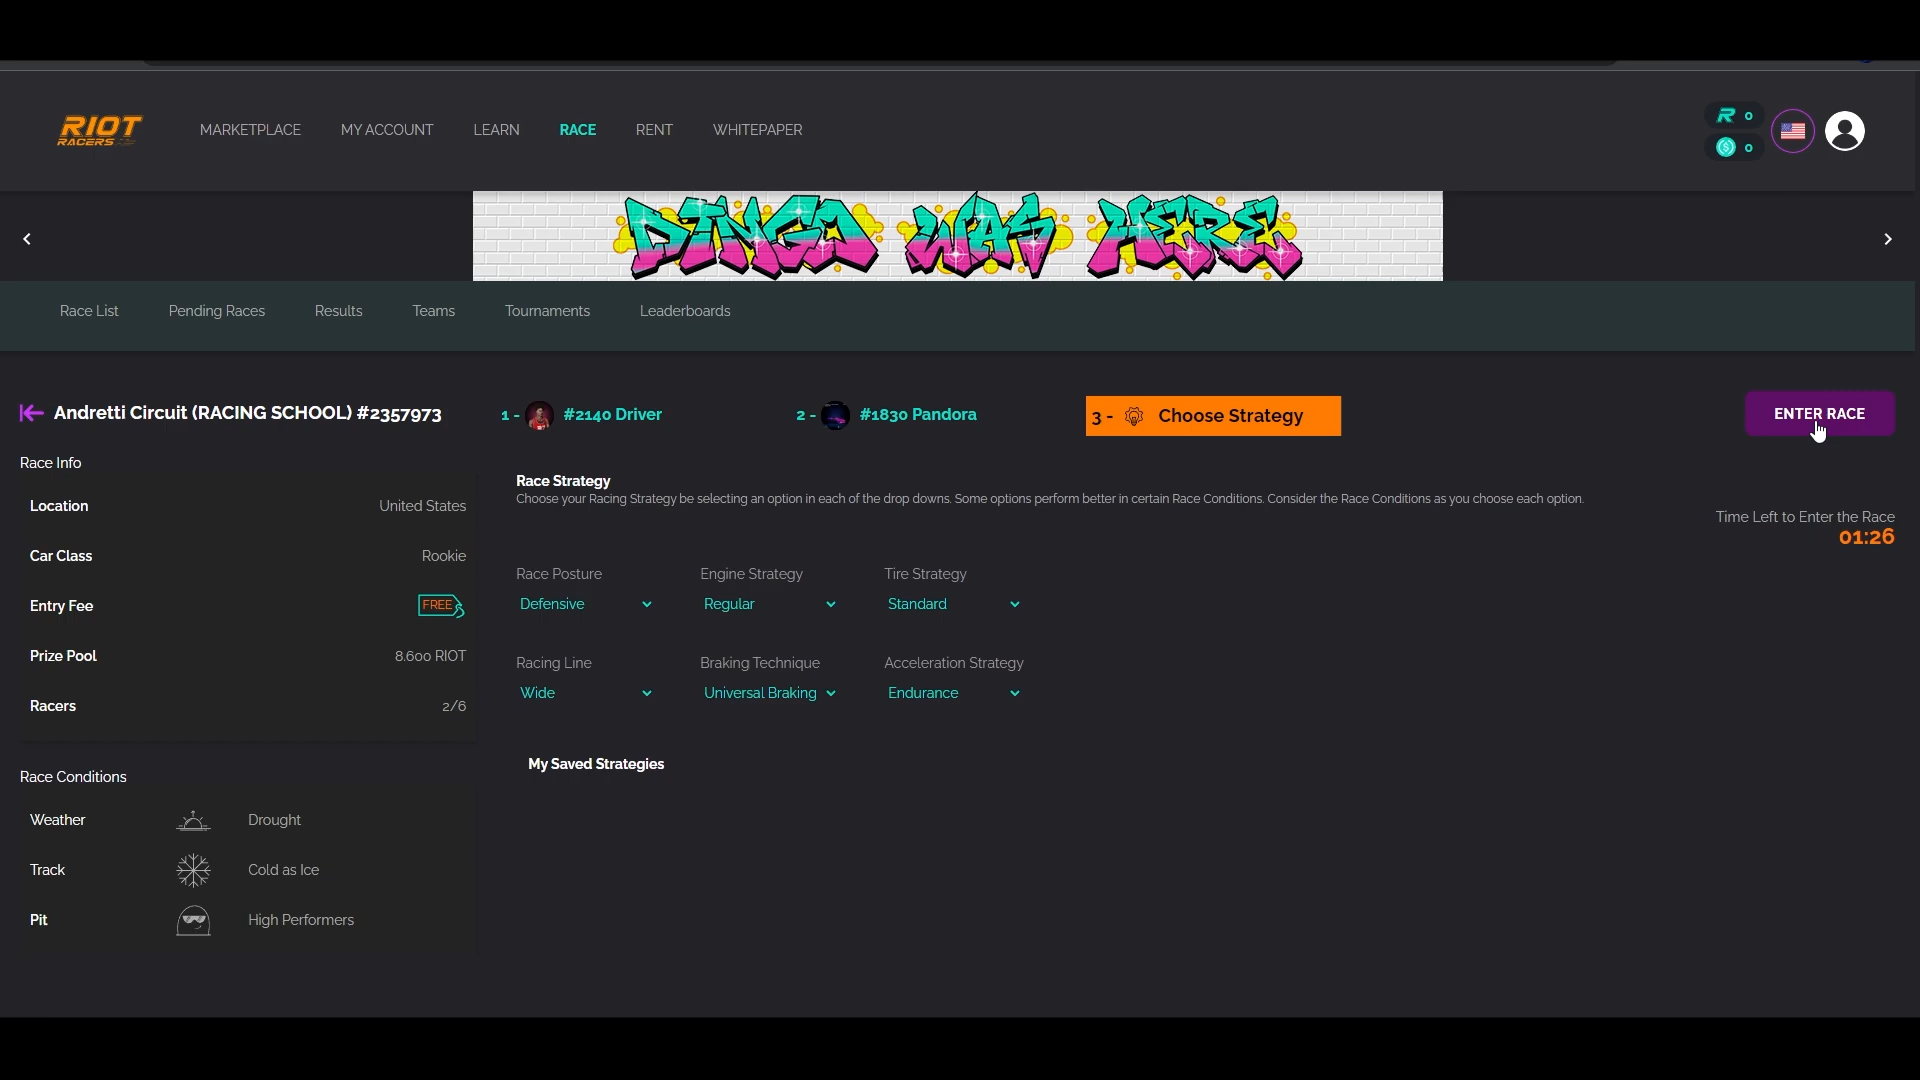 RIOT
RACERS
MARKETPLACE
MY ACCOUNT
LEARN
RACE
RENT
WHITEPAPER
R 0
$ 0
DINGO WAS HERE
Race List
Pending Races
Results
Teams
Tournaments
Leaderboards
Andretti Circuit (RACING SCHOOL) #2357973
1 - #2140 Driver
2 - #1830 Pandora
3 - Choose Strategy
ENTER RACE
Race Info
Location United States
Car Class Rookie
Entry Fee FREE
Prize Pool 8.600 RIOT
Racers 2/6
Race Strategy
Choose your Racing Strategy be selecting an option in each of the drop downs. Some options perform better in certain Race Conditions. Consider the Race Conditions as you choose each option.
Time Left to Enter the Race
01:26
Race Posture
Engine Strategy
Tire Strategy
Defensive
Regular
Standard
Racing Line
Braking Technique
Acceleration Strategy
Wide
Universal Braking
Endurance
My Saved Strategies
Race Conditions
Weather Drought
Track Cold as Ice
Pit High Performers